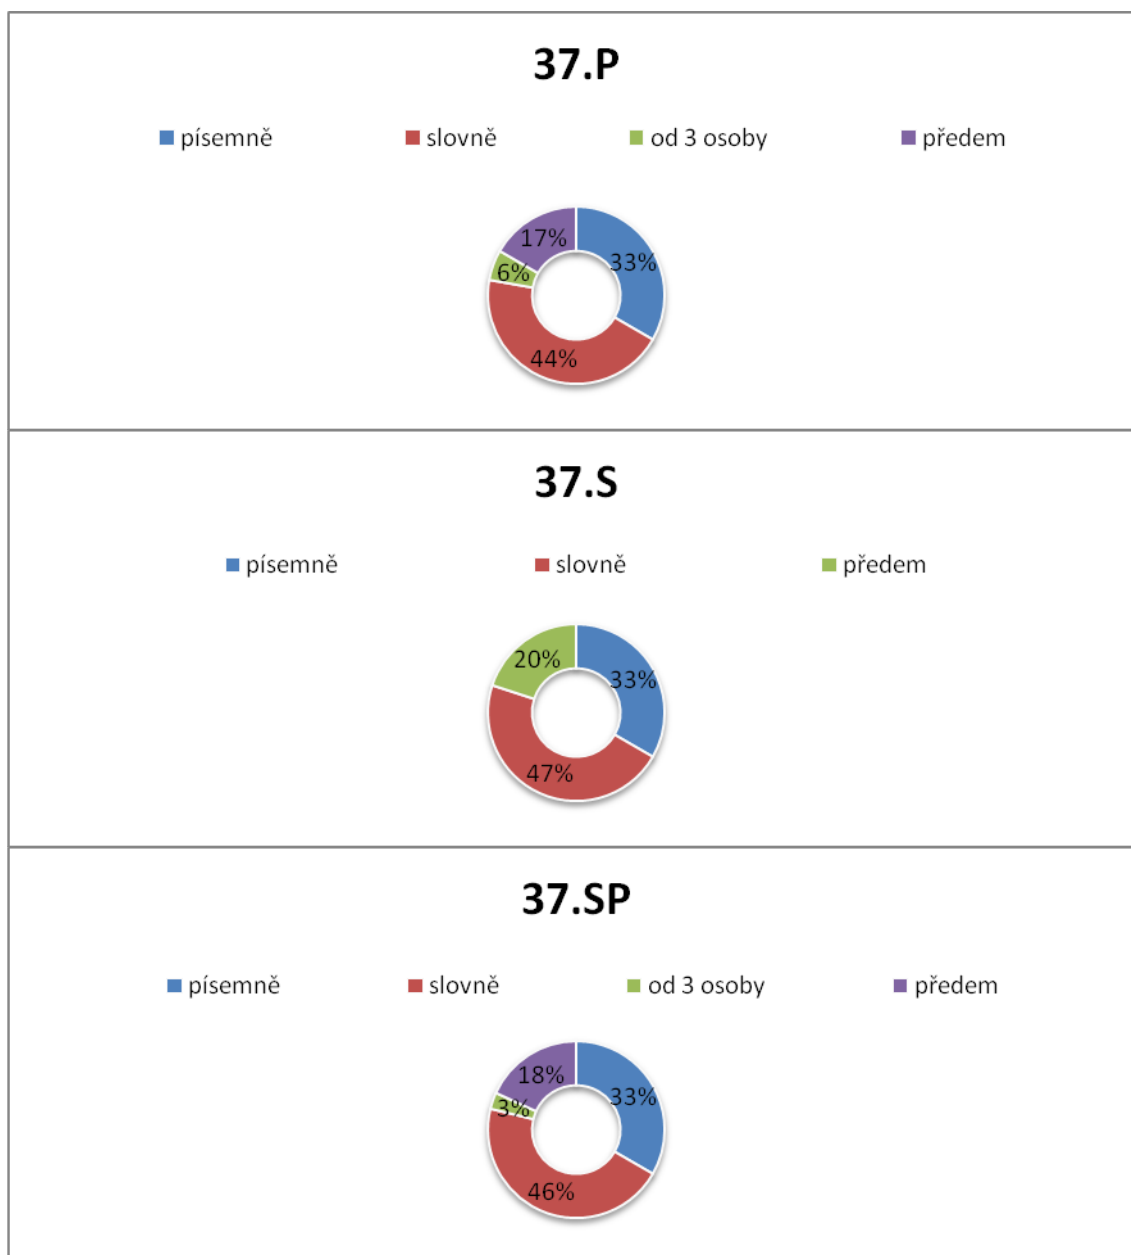 37.P
písemně slovně od 3 osoby předem
17%
33%
6%
44%
37.S
písemně slovně předem
20%
33%
47%
37.SP
písemně slovně od 3 osoby předem
18%
33%
3%
46%